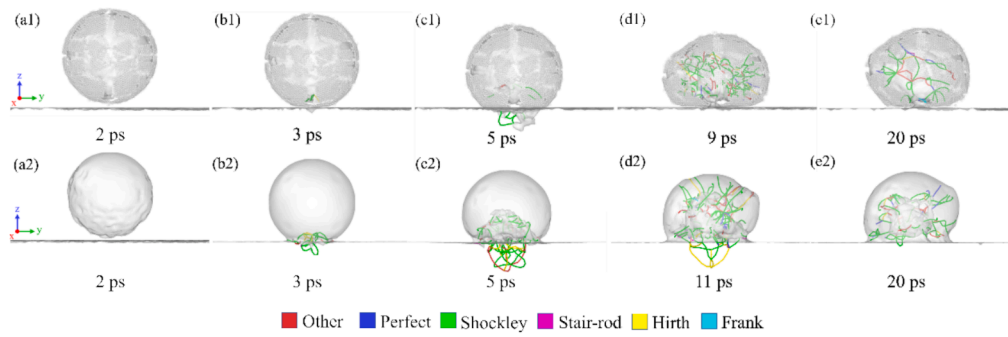 (a1) (b1) (c1) (d1) (e1)
z
x y
2 ps 3 ps 5 ps 9 ps 20 ps
(a2) (b2) (c2) (d2) (e2)
z
x y
2 ps 3 ps 5 ps 11 ps 20 ps
Other Perfect Shockley Stair-rod Hirth Frank